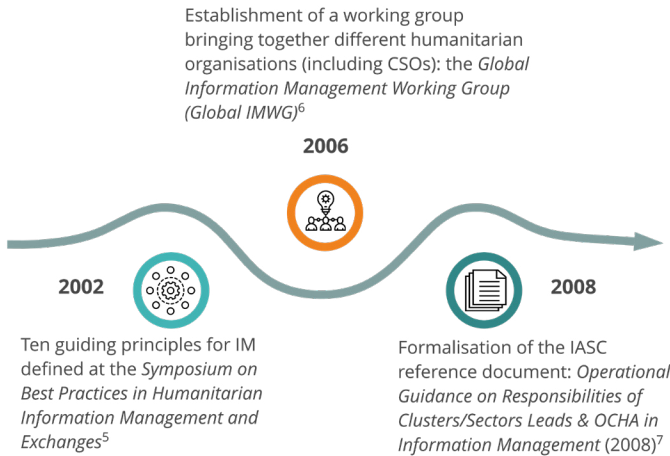 Establishment of a working group
bringing together different humanitarian
organisations (including CSOs): the Global
Information Management Working Group
(Global IMWG)⁶
2006
2002
Ten guiding principles for IM
defined at the Symposium on
Best Practices in Humanitarian
Information Management and
Exchanges⁵
2008
Formalisation of the IASC
reference document: Operational
Guidance on Responsibilities of
Clusters/Sectors Leads & OCHA in
Information Management (2008)⁷